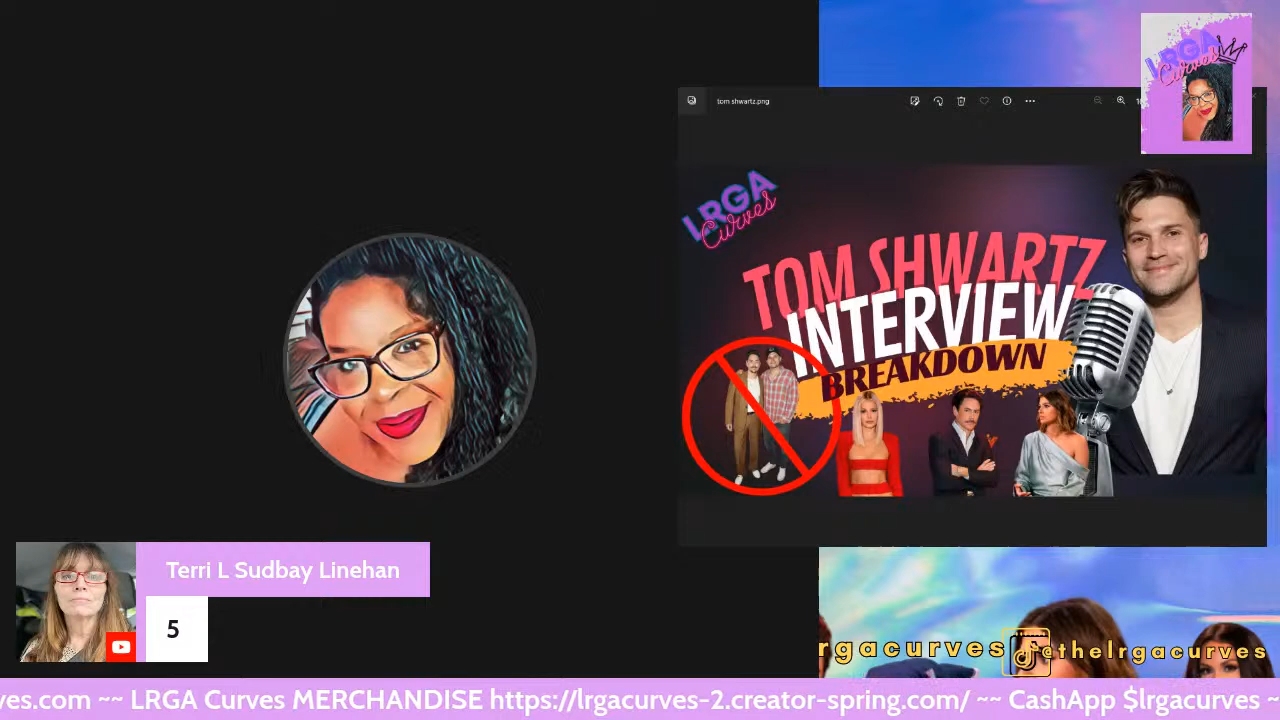 LRGA
Curves
tom shwartz.png
LRGA
Curves
TOM SHWARTZ
INTERVIEW
BREAKDOWN
Terri L Sudbay Linehan
5
rgacurves
@thelrgacurves
ves.com ~~ LRGA Curves MERCHANDISE https://lrgacurves-2.creator-spring.com/ ~~ CashApp $lrgacurves ~